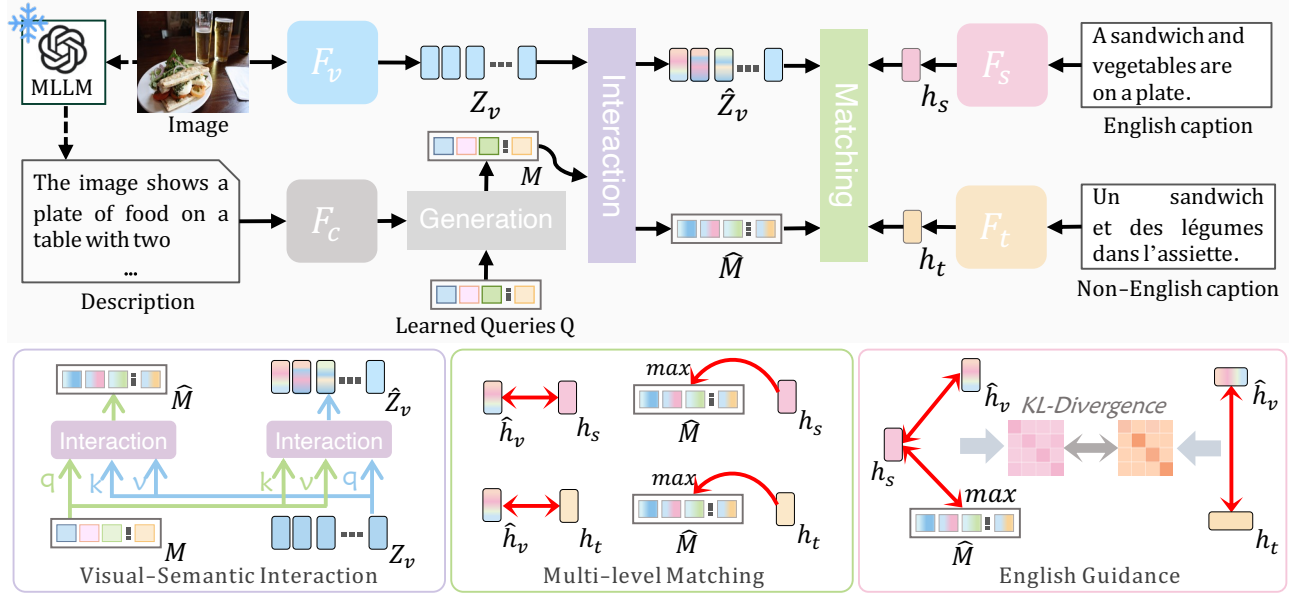 MLLM
Image
F_v
Z_v
Interaction
Ẑ_v
Matching
h_s
F_s
A sandwich and
vegetables are
on a plate.
English caption
The image shows a
plate of food on a
table with two
...
Description
F_c
Generation
M
Learned Queries Q
M̂
h_t
F_t
Un sandwich
et des légumes
dans l'assiette.
Non-English caption
M̂
Ẑ_v
Interaction
Interaction
q
k
v
k
v
q
M
Z_v
Visual-Semantic Interaction
ĥ_v
h_s
max
M̂
h_s
ĥ_v
h_t
max
M̂
h_t
Multi-level Matching
ĥ_v
KL-Divergence
h_s
max
M̂
ĥ_v
h_t
English Guidance